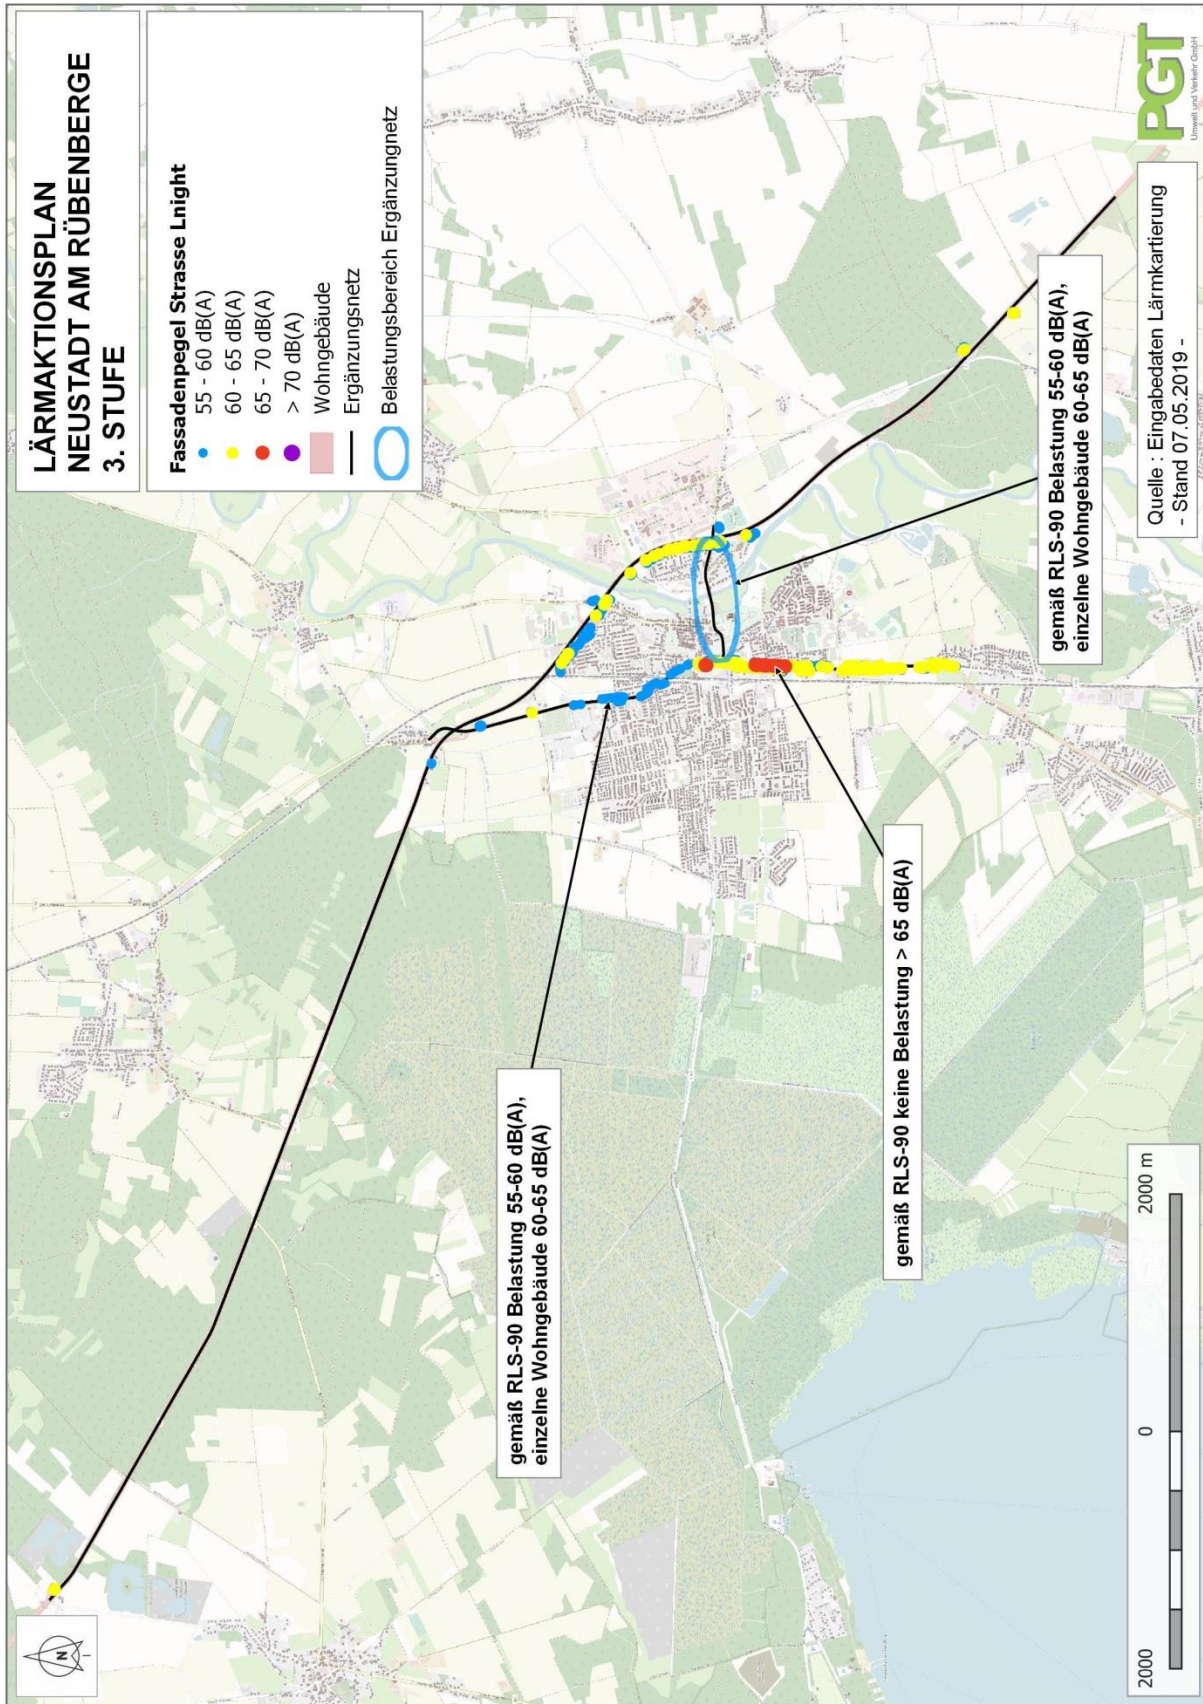 LÄRMAKTIONSPLAN
NEUSTADT AM RÜBENBERGE
3. STUFE
Fassadenpegel Strasse Lnight
55 - 60 dB(A)
60 - 65 dB(A)
65 - 70 dB(A)
> 70 dB(A)
Wohngebäude
Ergänzungsnetz
Belastungsbereich Ergänzungnetz
gemäß RLS-90 Belastung 55-60 dB(A),
einzelne Wohngebäude 60-65 dB(A)
gemäß RLS-90 keine Belastung > 65 dB(A)
gemäß RLS-90 Belastung 55-60 dB(A),
einzelne Wohngebäude 60-65 dB(A)
Quelle : Eingabedaten Lärmkartierung
- Stand 07.05.2019 -
PGT
Umwelt und Verkehr GmbH
N
2000
0
2000 m